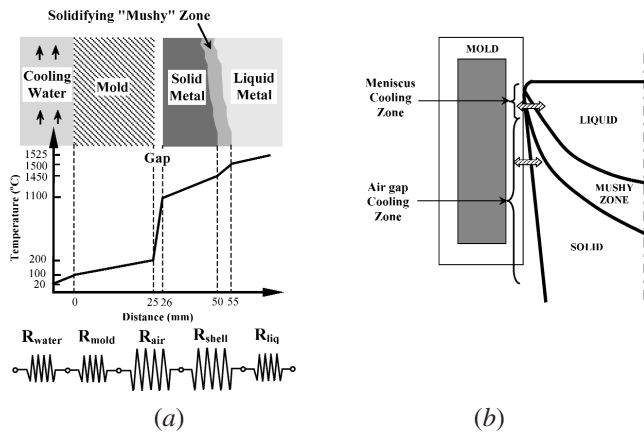 Solidifying "Mushy" Zone
Cooling
Water
Mold
Solid
Metal
Liquid
Metal
Gap
Temperature (°C)
1525
1500
1450
1100
200
100
20
0
25
26
50
55
Distance (mm)
Rwater
Rmold
Rair
Rshell
Rliq
(a)
MOLD
Meniscus
Cooling
Zone
LIQUID
MUSHY
ZONE
Air gap
Cooling
Zone
SOLID
(b)